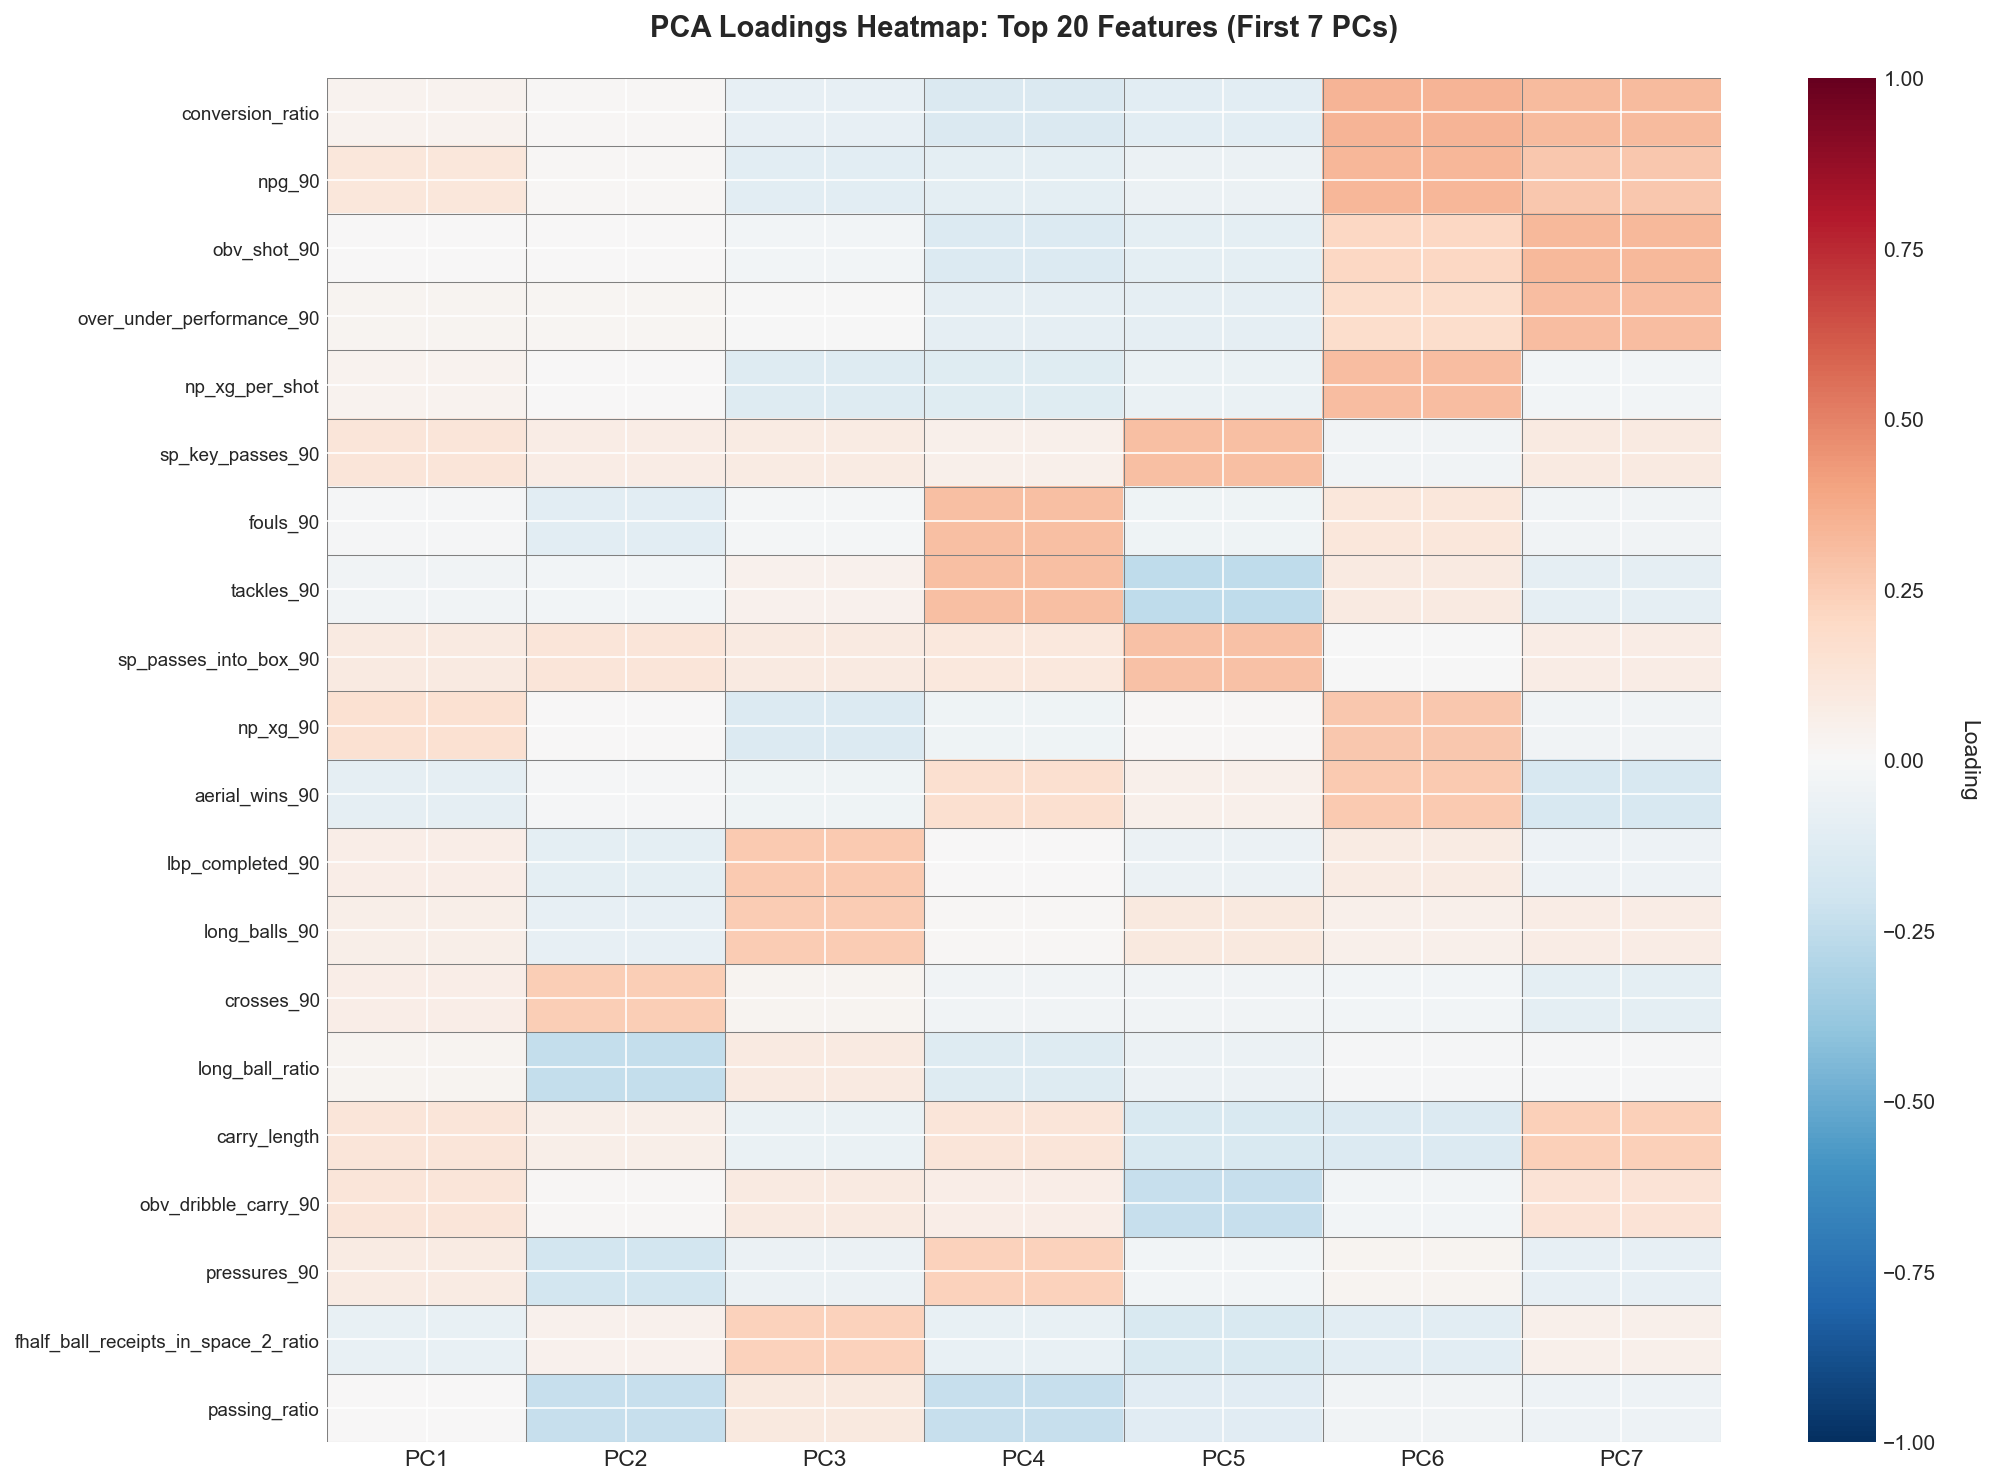 PCA Loadings Heatmap: Top 20 Features (First 7 PCs)
conversion_ratio
npg_90
obv_shot_90
over_under_performance_90
np_xg_per_shot
sp_key_passes_90
fouls_90
tackles_90
sp_passes_into_box_90
np_xg_90
aerial_wins_90
lbp_completed_90
long_balls_90
crosses_90
long_ball_ratio
carry_length
obv_dribble_carry_90
pressures_90
fhalf_ball_receipts_in_space_2_ratio
passing_ratio
PC1 PC2 PC3 PC4 PC5 PC6 PC7
1.00
0.75
0.50
0.25
0.00
−0.25
−0.50
−0.75
−1.00
Loading